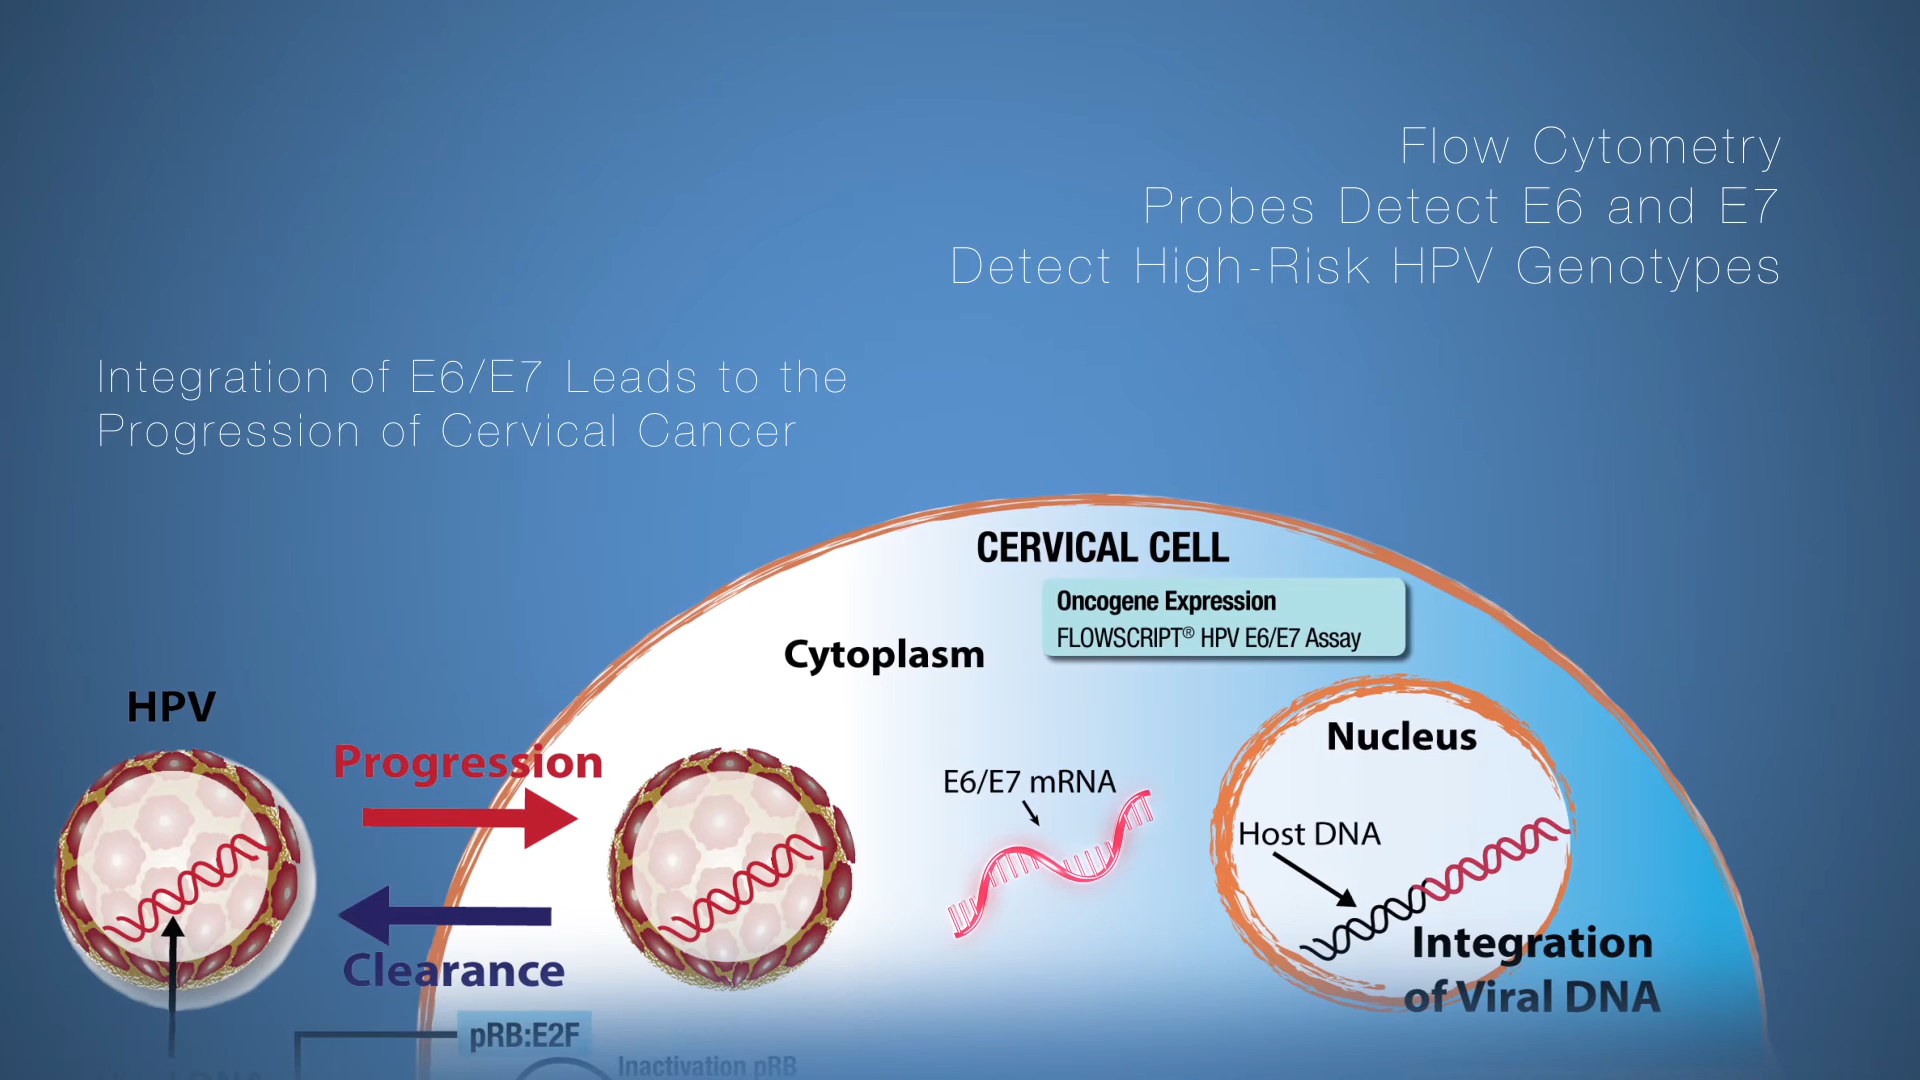 Flow Cytometry
Probes Detect E6 and E7
Detect High-Risk HPV Genotypes
Integration of E6/E7 Leads to the
Progression of Cervical Cancer
CERVICAL CELL
Oncogene Expression
FLOWSCRIPT® HPV E6/E7 Assay
Cytoplasm
HPV
Progression
Nucleus
E6/E7 mRNA
Host DNA
Clearance
Integration
of Viral DNA
pRB:E2F
Inactivation pRB